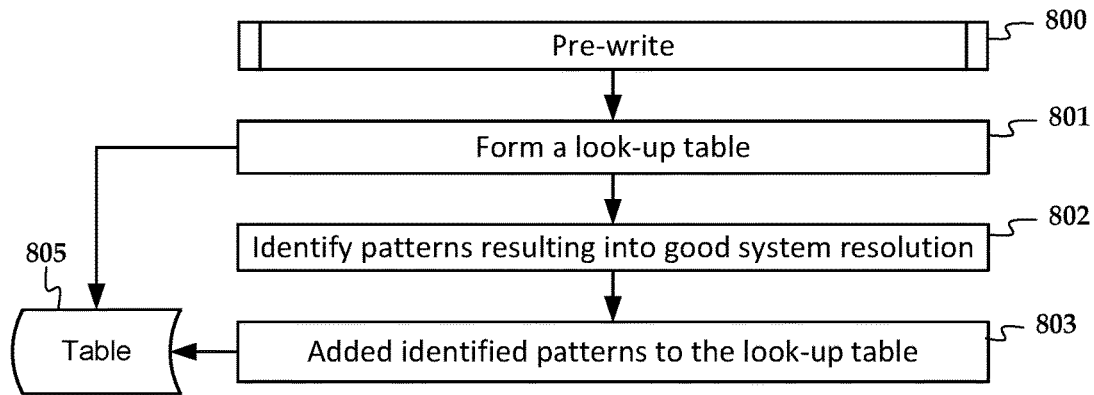 800
Pre-write
801
Form a look-up table
802
Identify patterns resulting into good system resolution
805
803
Table
Added identified patterns to the look-up table